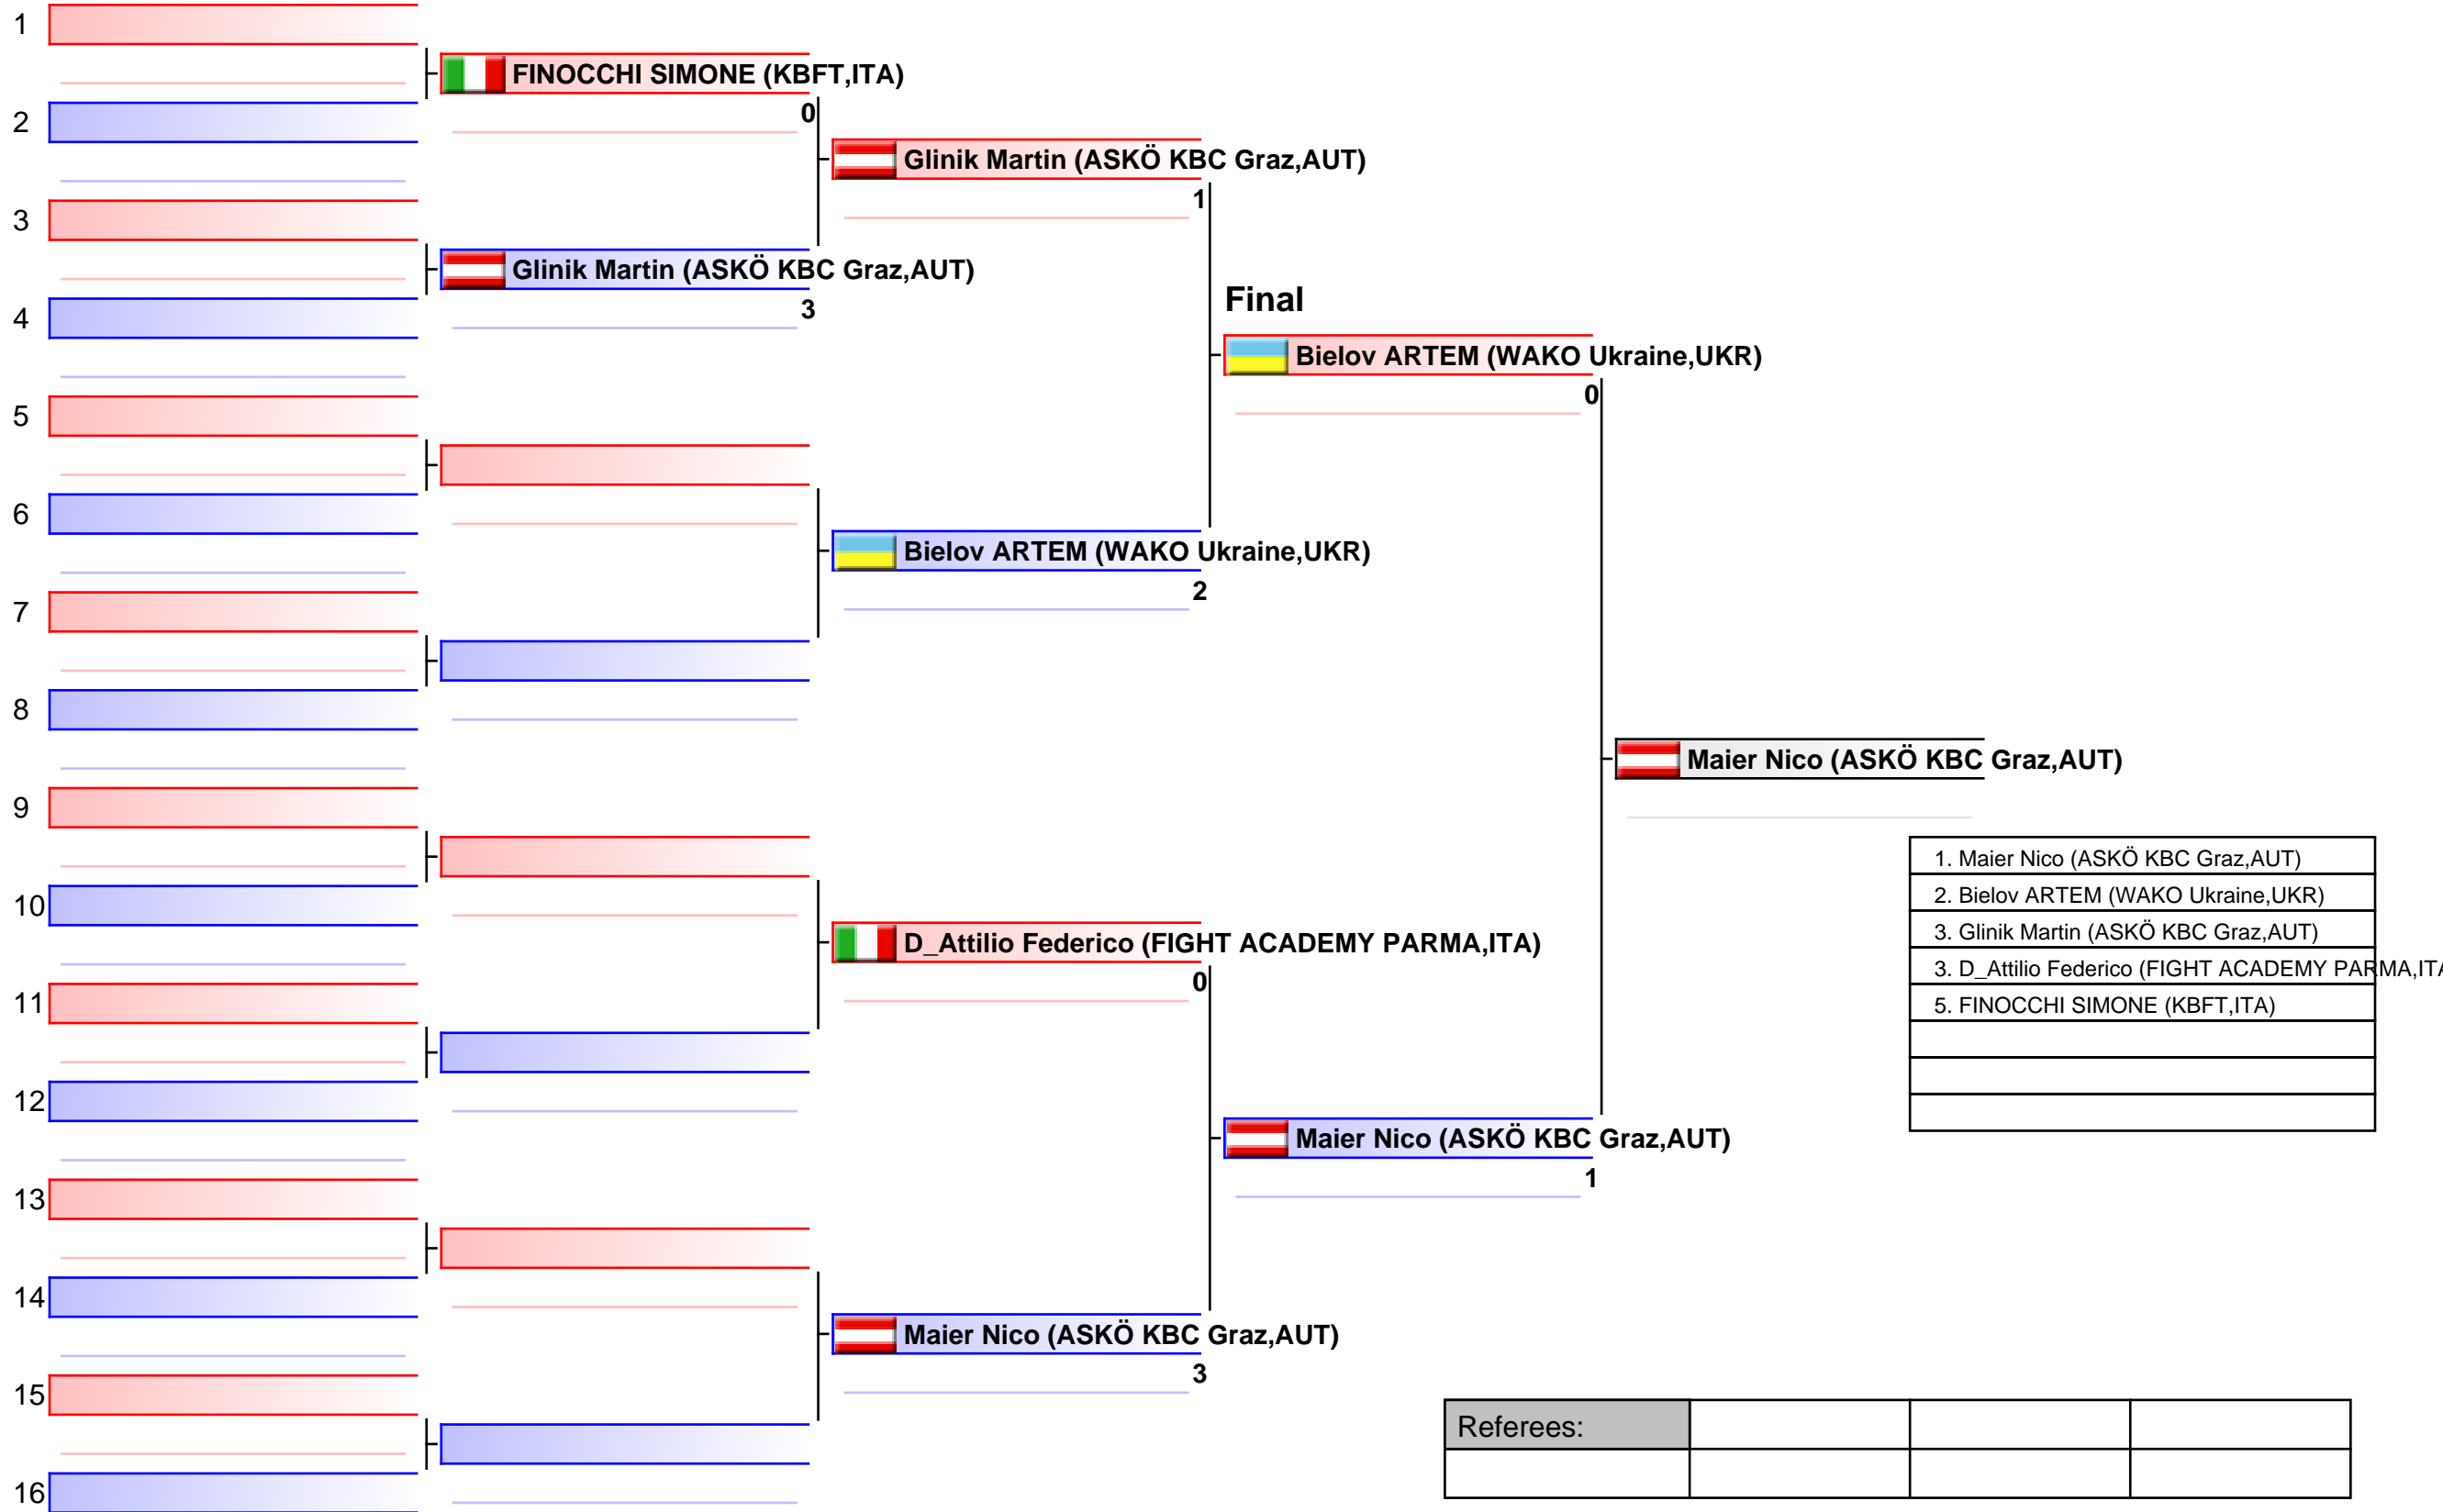 1
FINOCCHI SIMONE (KBFT,ITA)
0
2
Glinik Martin (ASKÖ KBC Graz,AUT)
1
3
Glinik Martin (ASKÖ KBC Graz,AUT)
3
4
Final
Bielov ARTEM (WAKO Ukraine,UKR)
0
5
6
Bielov ARTEM (WAKO Ukraine,UKR)
2
7
8
Maier Nico (ASKÖ KBC Graz,AUT)
9
1. Maier Nico (ASKÖ KBC Graz,AUT)
2. Bielov ARTEM (WAKO Ukraine,UKR)
3. Glinik Martin (ASKÖ KBC Graz,AUT)
3. D_Attilio Federico (FIGHT ACADEMY PARMA,ITA
5. FINOCCHI SIMONE (KBFT,ITA)
10
D_Attilio Federico (FIGHT ACADEMY PARMA,ITA)
0
11
12
Maier Nico (ASKÖ KBC Graz,AUT)
1
13
14
Maier Nico (ASKÖ KBC Graz,AUT)
3
15
Referees:
16